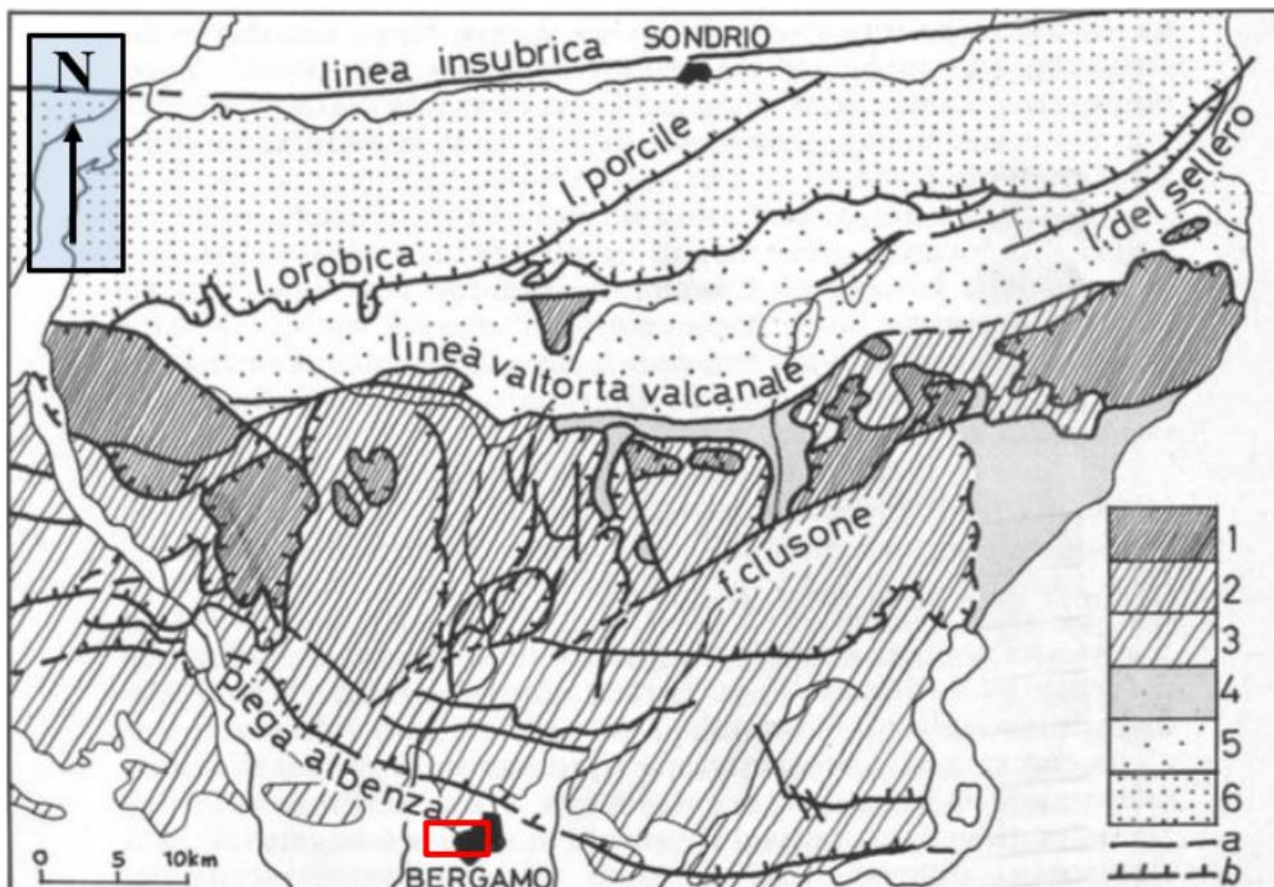 N
SONDRIO
linea insubrica
l. porcile
l. del sellero
l. orobica
linea valtorta valcanale
f. clusone
piega albenza
1
2
3
4
5
6
a
b
0 5 10km
BERGAMO